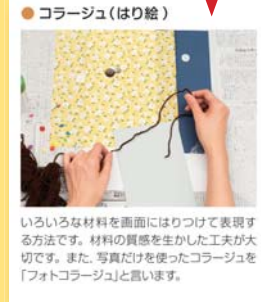 ● コラージュ(はり絵)
いろいろな材料を画面にはりつけて表現す
る方法です。材料の質感を生かした工夫が大
切です。また、写真だけを使ったコラージュを
「フォトコラージュ」と言います。